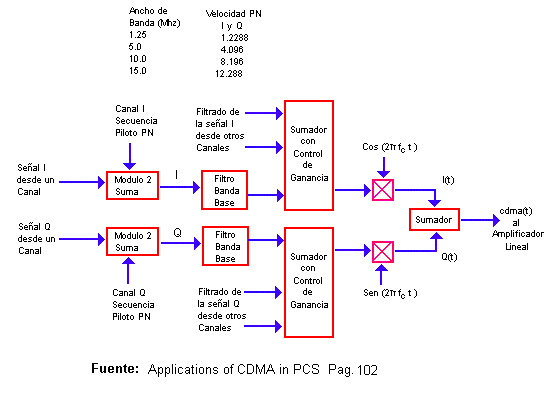 Ancho de
Banda (Mhz)
1.25
5.0
10.0
15.0
Velocidad PN
I y Q
1.2288
4.096
8.196
12.288
Canal I
Secuencia
Piloto PN
Filtrado de
la señal I
desde otros
Canales
Sumador
con
Control
de
Ganancia
Cos (2πf c t )
Señal I
desde un
Canal
Modulo 2
Suma
I
Filtro
Banda
Base
I(t)
Sumador
cdma(t)
al
Amplificador
Lineal
Señal Q
desde un
Canal
Modulo 2
Suma
Q
Filtro
Banda
Base
Sumador
con
Control
de
Ganancia
Q(t)
Canal Q
Secuencia
Piloto PN
Filtrado de
la señal Q
desde otros
Canales
Sen (2πf c t )
Fuente: Applications of CDMA in PCS Pag. 102